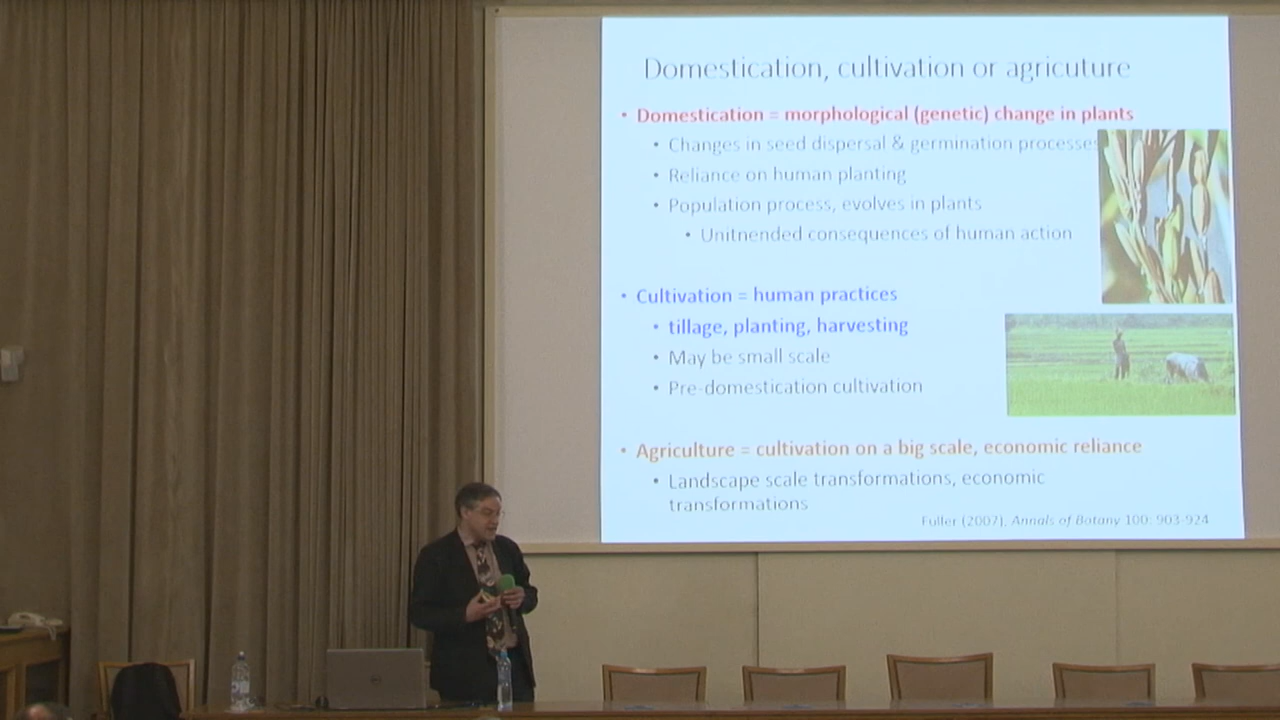 Domestication, cultivation or agricuture
• Domestication = morphological (genetic) change in plants
• Changes in seed dispersal & germination processes
• Reliance on human planting
• Population process, evolves in plants
• Unitnended consequences of human action
• Cultivation = human practices
• tillage, planting, harvesting
• May be small scale
• Pre-domestication cultivation
• Agriculture = cultivation on a big scale, economic reliance
• Landscape scale transformations, economic
transformations
Fuller (2007), Annals of Botany 100: 903-924